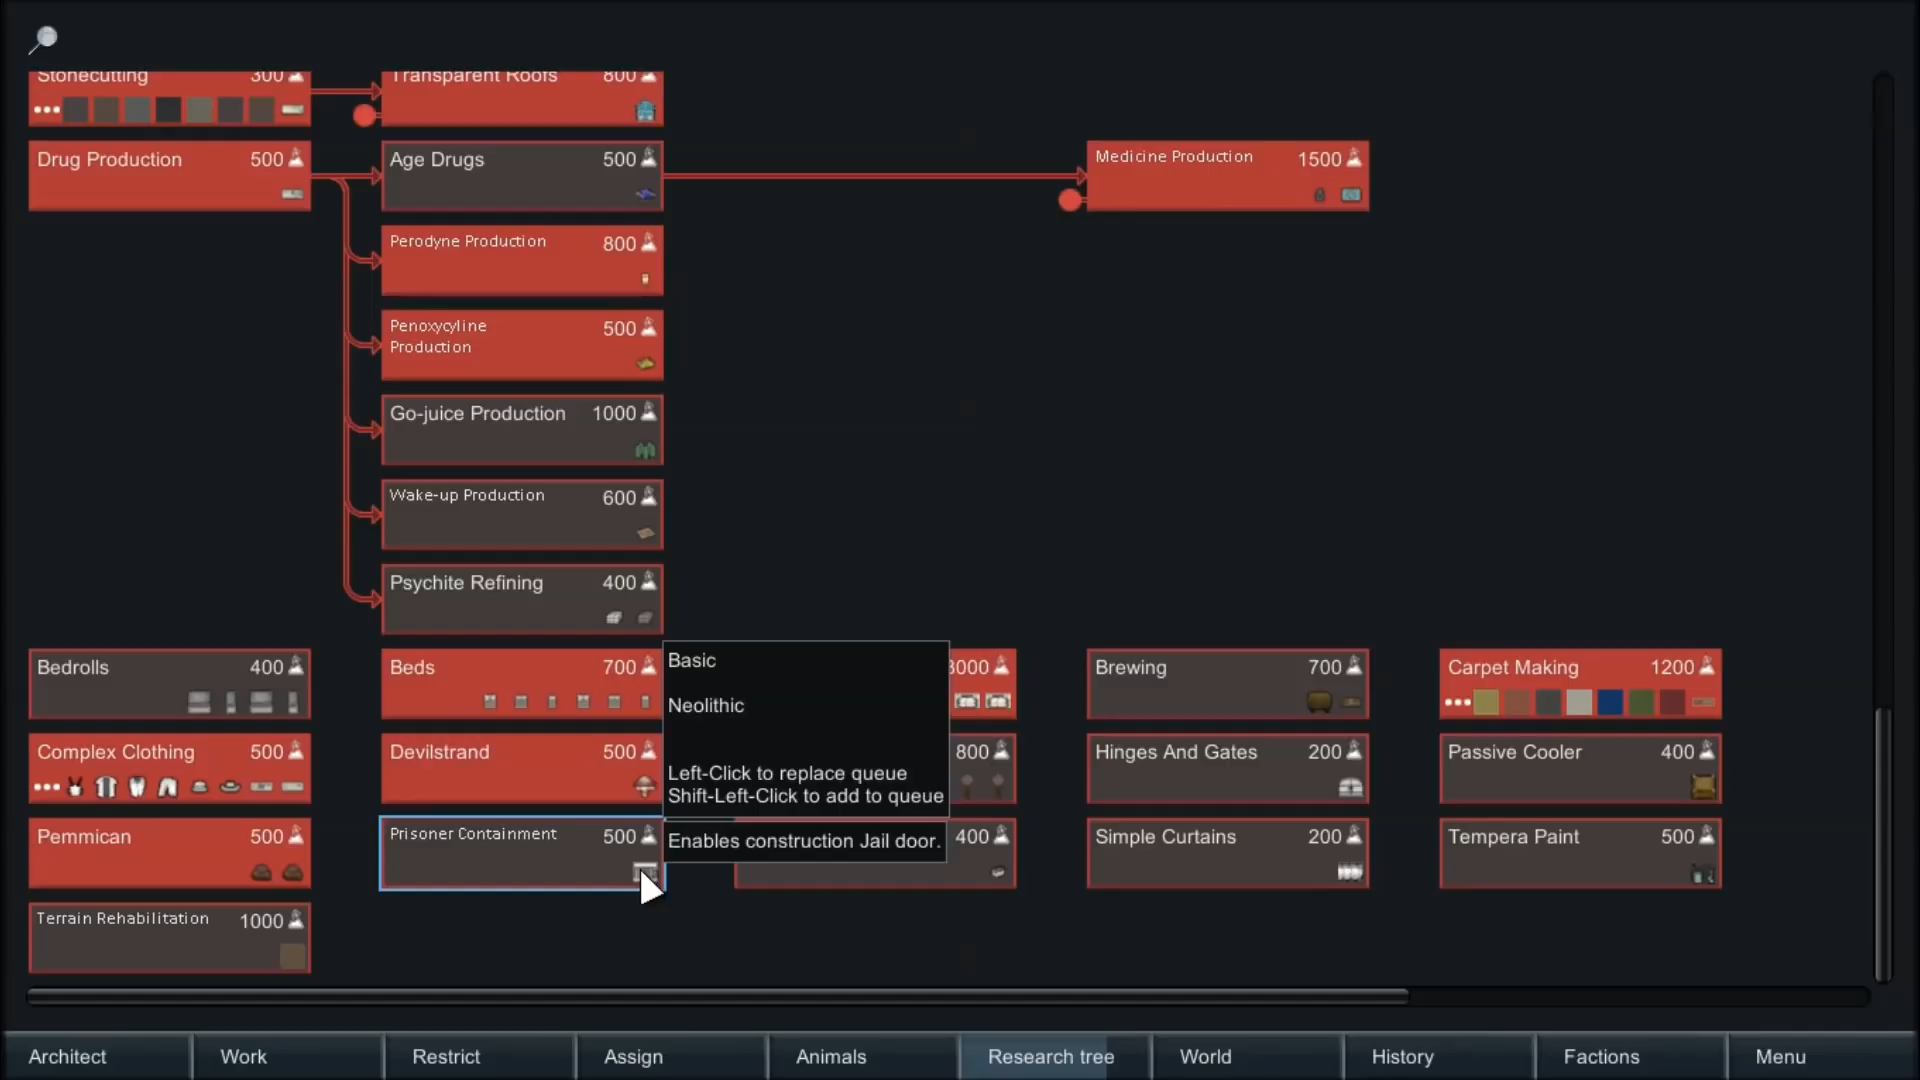 Stonecutting 300
Transparent Roofs 800
Drug Production 500
Age Drugs 500
Medicine Production 1500
Perodyne Production 800
Penoxycyline
Production
500
Go-juice Production 1000
Wake-up Production 600
Psychite Refining 400
Bedrolls 400
Beds 700
Basic
Neolithic
Left-Click to replace queue
Shift-Left-Click to add to queue
Enables construction Jail door.
Brewing 700
Carpet Making 1200
Complex Clothing 500
Devilstrand 500
800
Hinges And Gates 200
Passive Cooler 400
Pemmican 500
Prisoner Containment 500
400
Simple Curtains 200
Tempera Paint 500
Terrain Rehabilitation 1000
Architect
Work
Restrict
Assign
Animals
Research tree
World
History
Factions
Menu